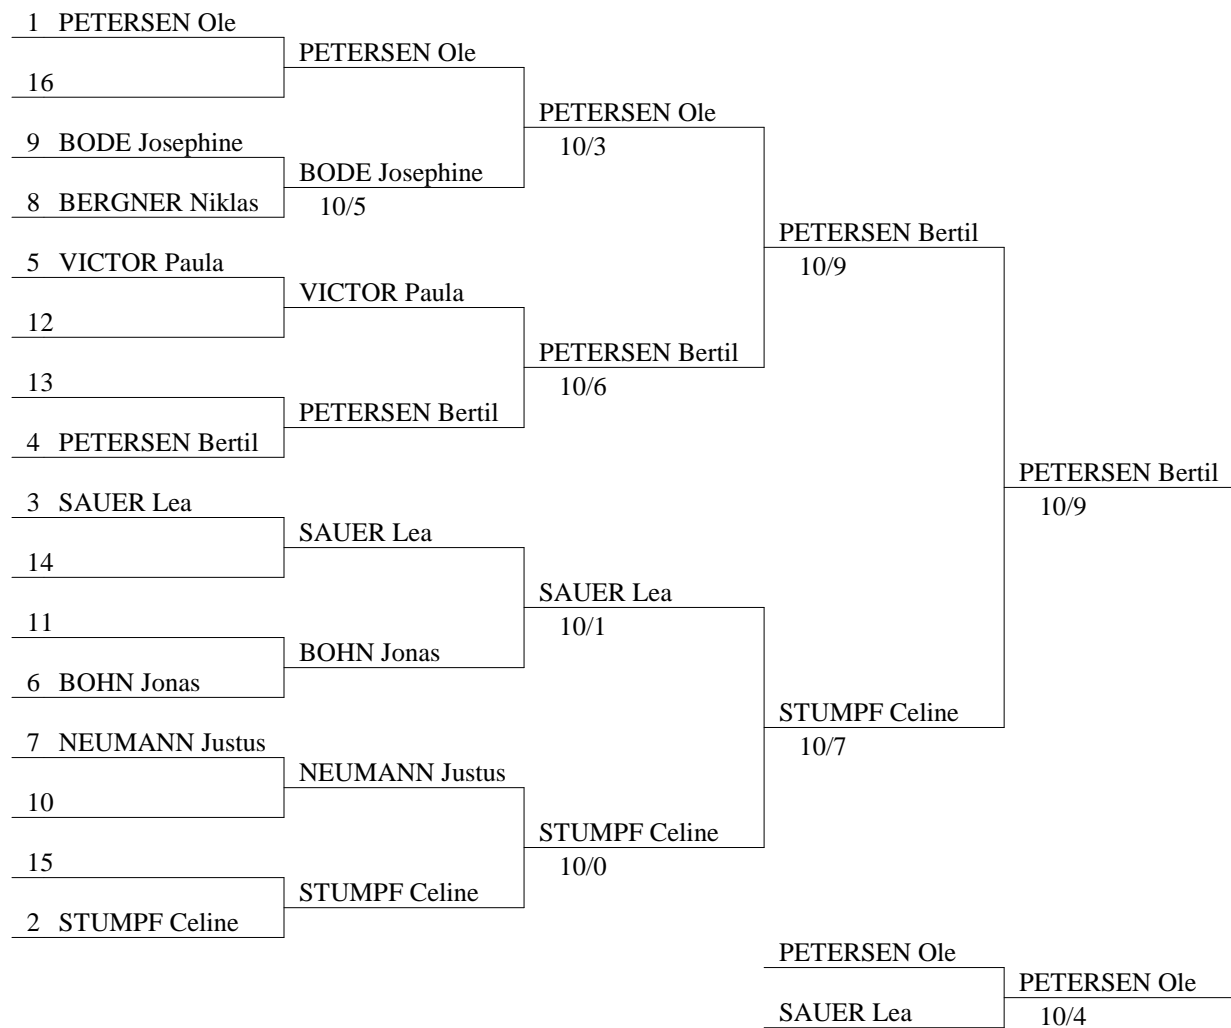 1 PETERSEN Ole
PETERSEN Ole
16
PETERSEN Ole
9 BODE Josephine
10/3
BODE Josephine
8 BERGNER Niklas
10/5
PETERSEN Bertil
5 VICTOR Paula
10/9
VICTOR Paula
12
PETERSEN Bertil
13
10/6
PETERSEN Bertil
4 PETERSEN Bertil
PETERSEN Bertil
3 SAUER Lea
10/9
SAUER Lea
14
SAUER Lea
11
10/1
BOHN Jonas
6 BOHN Jonas
STUMPF Celine
7 NEUMANN Justus
10/7
NEUMANN Justus
10
STUMPF Celine
15
10/0
STUMPF Celine
2 STUMPF Celine
PETERSEN Ole
PETERSEN Ole
SAUER Lea
10/4